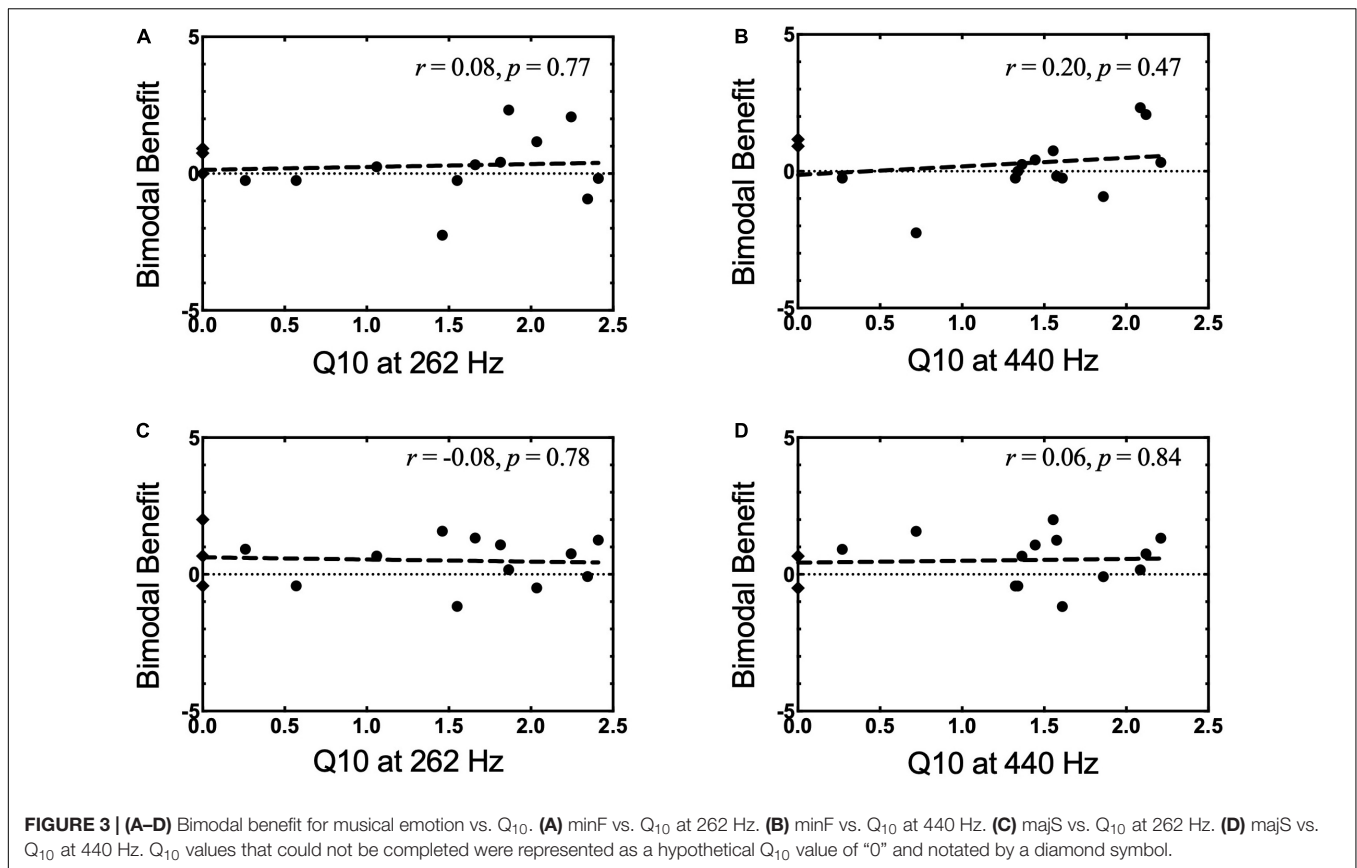 A
5
r = 0.08, p = 0.77
Bimodal Benefit
0
-5
0.0 0.5 1.0 1.5 2.0 2.5
Q10 at 262 Hz
B
5
r = 0.20, p = 0.47
Bimodal Benefit
0
-5
0.0 0.5 1.0 1.5 2.0 2.5
Q10 at 440 Hz
C
5
r = -0.08, p = 0.78
Bimodal Benefit
0
-5
0.0 0.5 1.0 1.5 2.0 2.5
Q10 at 262 Hz
D
5
r = 0.06, p = 0.84
Bimodal Benefit
0
-5
0.0 0.5 1.0 1.5 2.0 2.5
Q10 at 440 Hz
FIGURE 3 | (A–D) Bimodal benefit for musical emotion vs. Q10. (A) minF vs. Q10 at 262 Hz. (B) minF vs. Q10 at 440 Hz. (C) majS vs. Q10 at 262 Hz. (D) majS vs.
Q10 at 440 Hz. Q10 values that could not be completed were represented as a hypothetical Q10 value of “0” and notated by a diamond symbol.